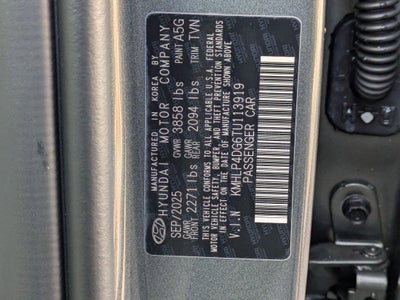 MANUFACTURED IN KOREA BY
HYUNDAI MOTOR COMPANY
SEP/2025 GVWR 3858 lbs PAINT A5G
GAWR FRONT 2271 lbs GAWR REAR 2094 lbs TRIM TVN
THIS VEHICLE CONFORMS TO ALL APPLICABLE U.S.A. FEDERAL
MOTOR VEHICLE SAFETY, BUMPER, AND THEFT PREVENTION STANDARDS
IN EFFECT ON THE DATE OF MANUFACTURE SHOWN ABOVE.
V.I.N
PASSENGER CAR